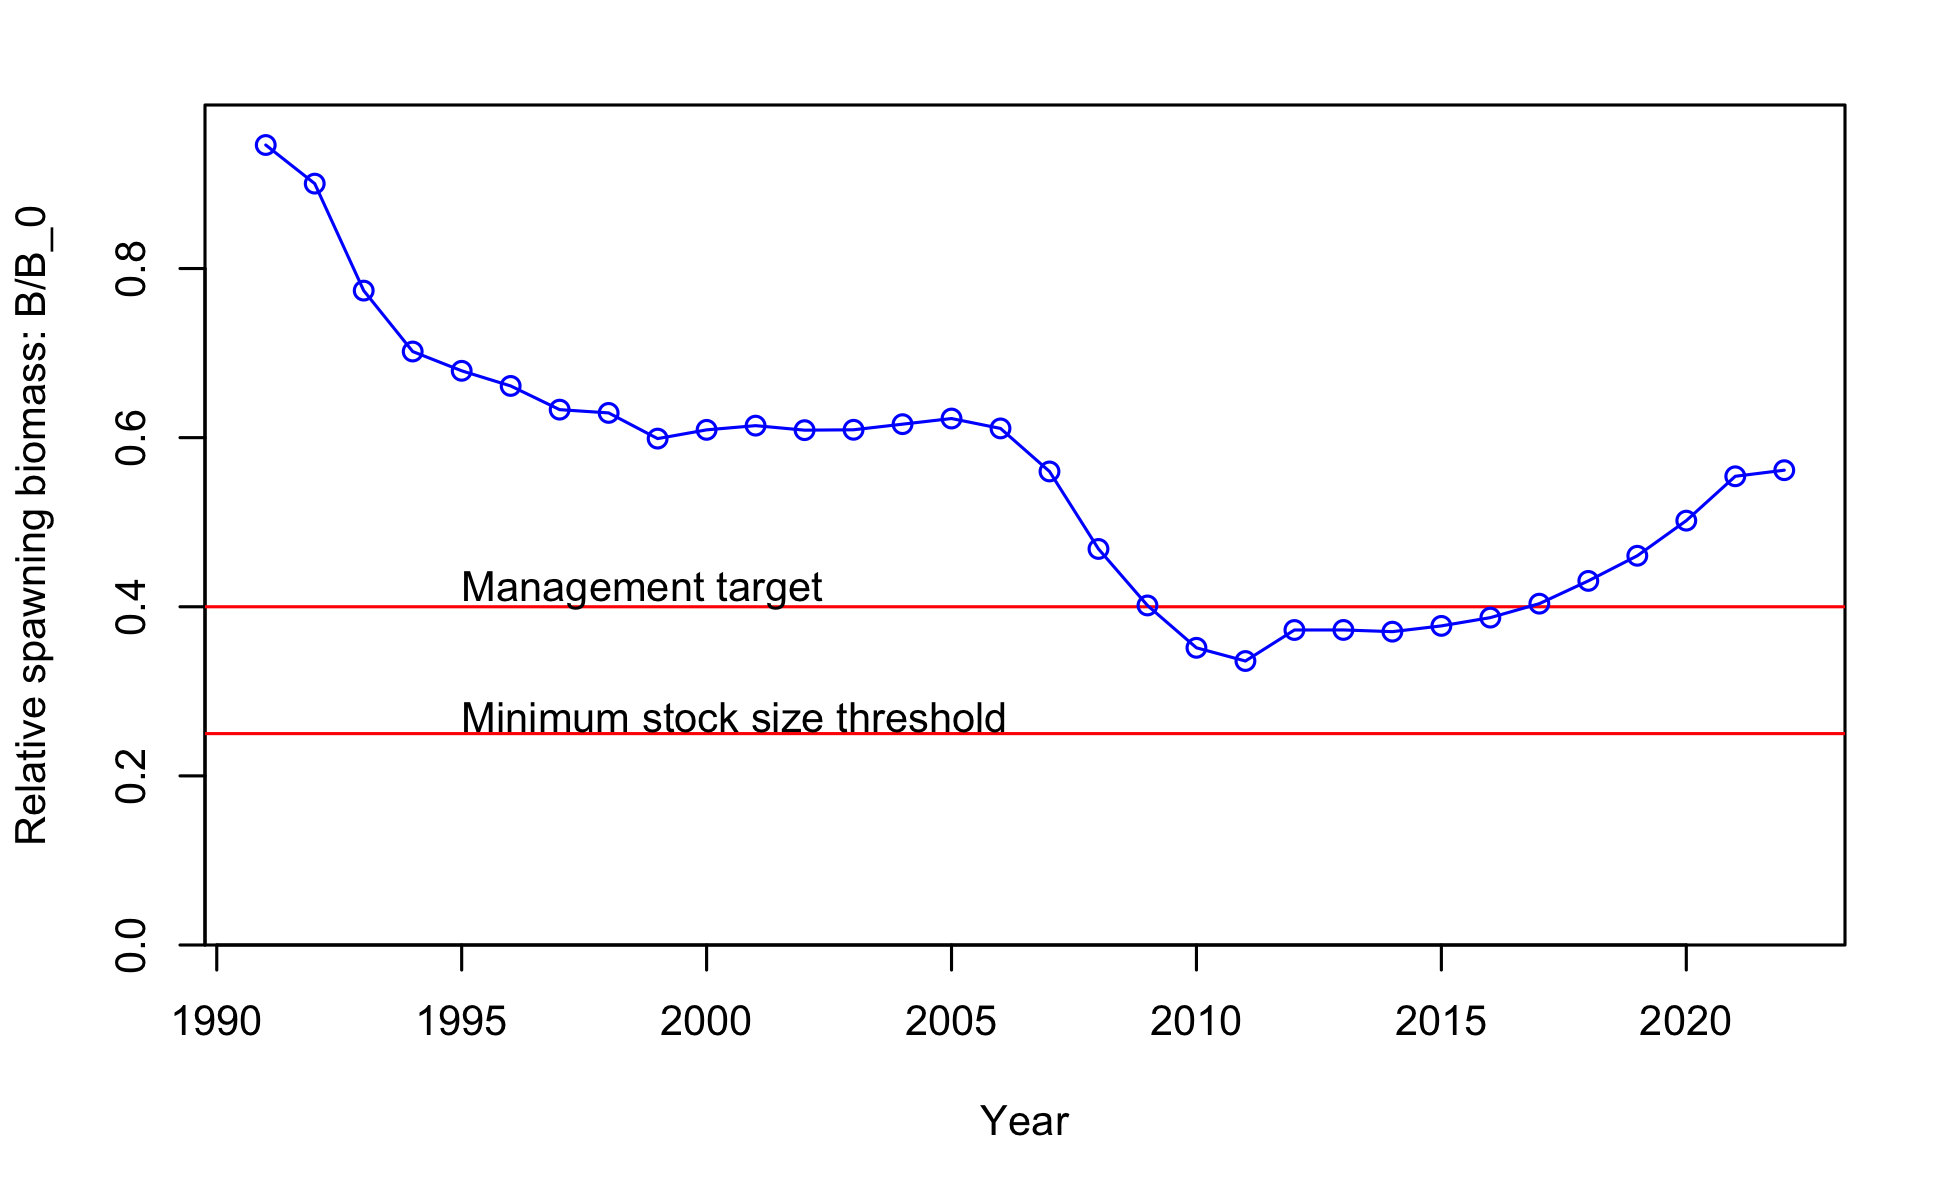 Relative spawning biomass: B/B_0
0.8
0.6
0.4
0.2
0.0
Management target
Minimum stock size threshold
1990 1995 2000 2005 2010 2015 2020
Year